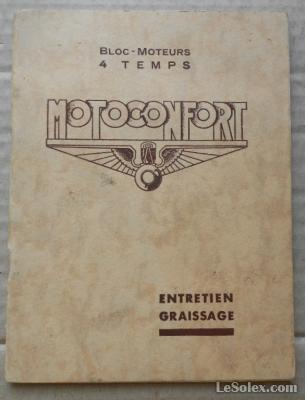 BLOC-MOTEURS
4 TEMPS
MOTOCONFORT
ENTRETIEN
GRAISSAGE
LeSolex.com